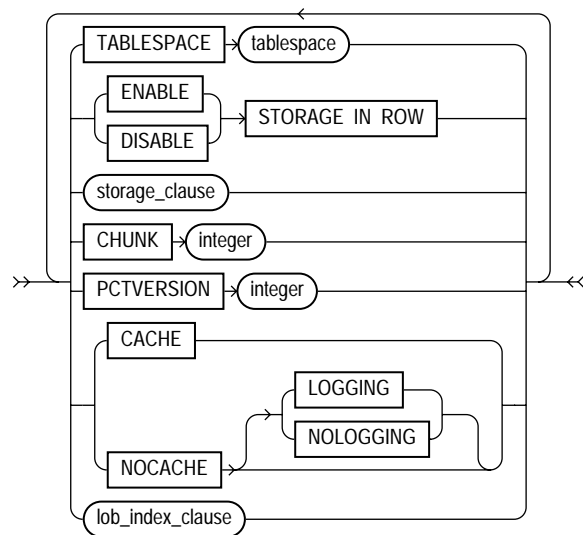 TABLESPACE tablespace
ENABLE
STORAGE IN ROW
DISABLE
storage_clause
CHUNK integer
PCTVERSION integer
CACHE
LOGGING
NOLOGGING
NOCACHE
lob_index_clause